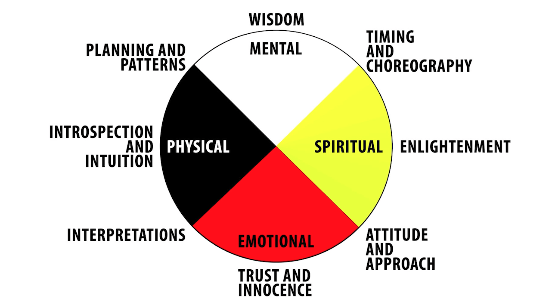 WISDOM
MENTAL
PLANNING AND
PATTERNS
TIMING
AND
CHOREOGRAPHY
INTROSPECTION
AND
INTUITION
PHYSICAL
SPIRITUAL
ENLIGHTENMENT
INTERPRETATIONS
EMOTIONAL
ATTITUDE
AND
APPROACH
TRUST AND
INNOCENCE